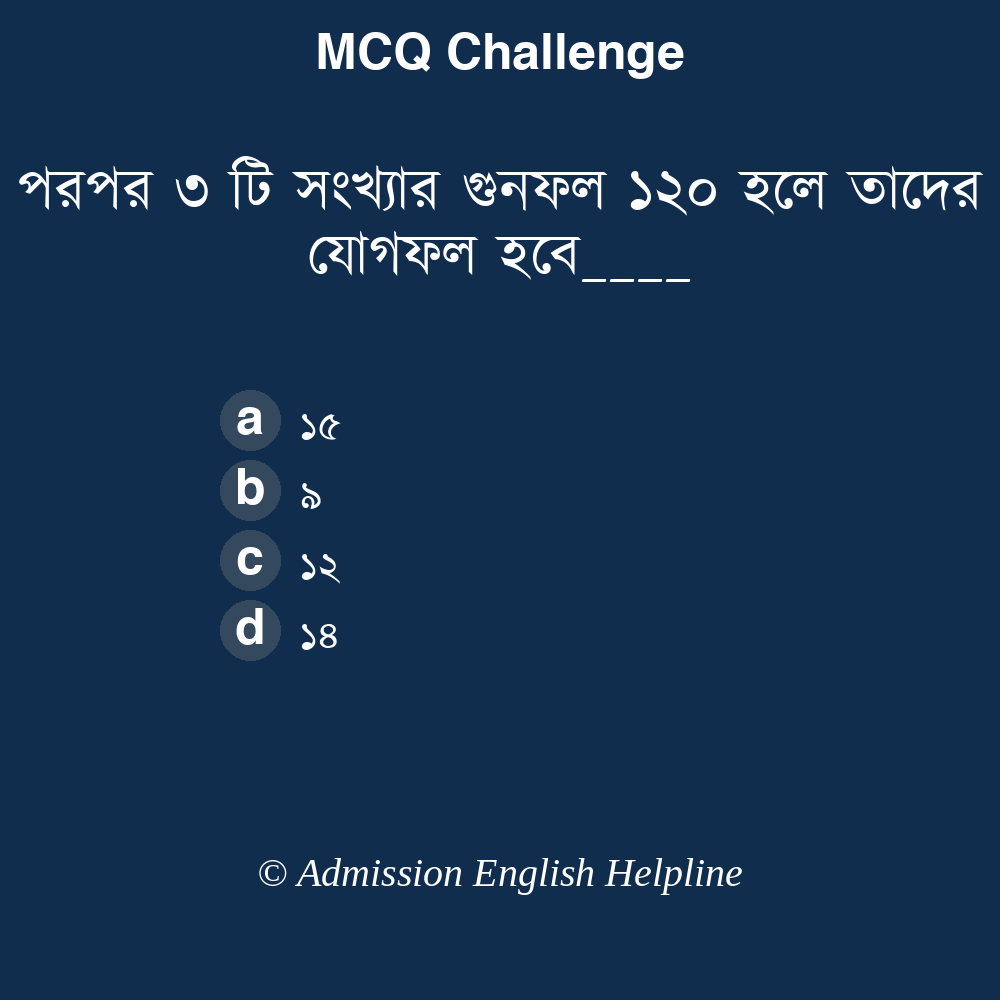 MCQ Challenge
পরপর ৩ টি সংখ্যার গুনফল ১২০ হলে তাদের
যোগফল হবে____
a ১৫
b ৯
c ১২
d ১৪
© Admission English Helpline